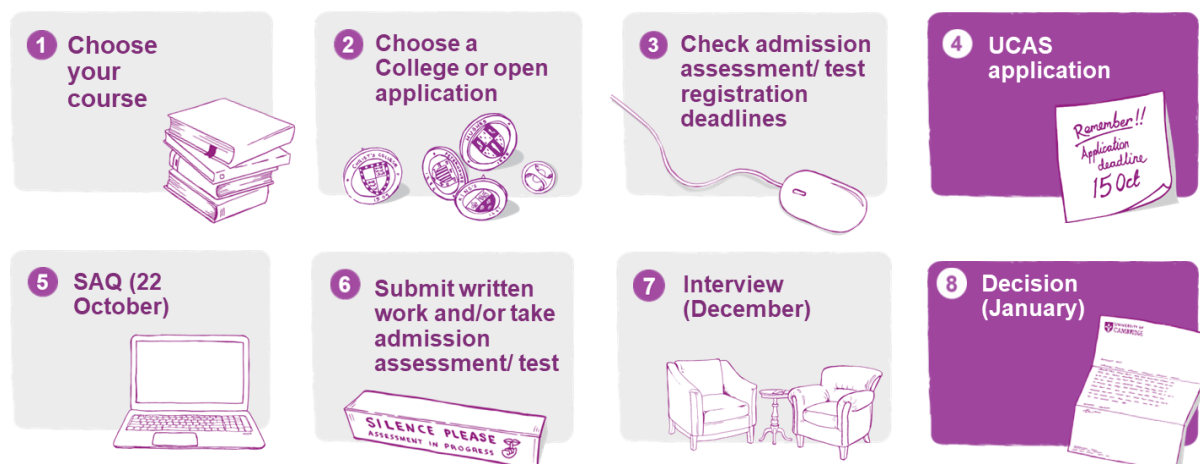 1 Choose
your
course
2 Choose a
College or open
application
CHRIST'S COLLEGE
3 Check admission
assessment/ test
registration
deadlines
4 UCAS
application
Remember!!
Application
deadline
15 Oct
5 SAQ (22
October)
6 Submit written
work and/or take
admission
assessment/ test
SILENCE PLEASE
ASSESSMENT IN PROGRESS
7 Interview
(December)
8 Decision
(January)
UNIVERSITY OF
CAMBRIDGE